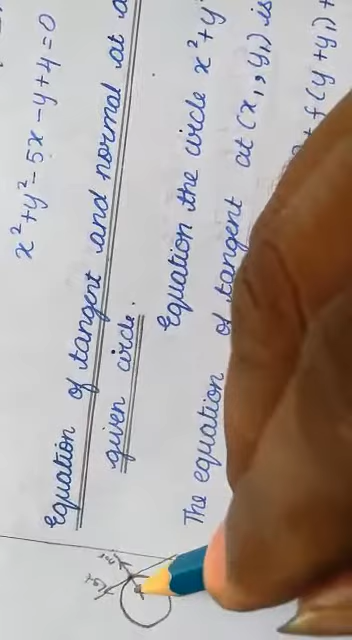 x²+y²-5x-y+4=0
Equation of tangent and normal at a
given circle.
Equation the circle x²+y
The equation of tangent at (x₁, y₁) is
+ f(y+y₁) +